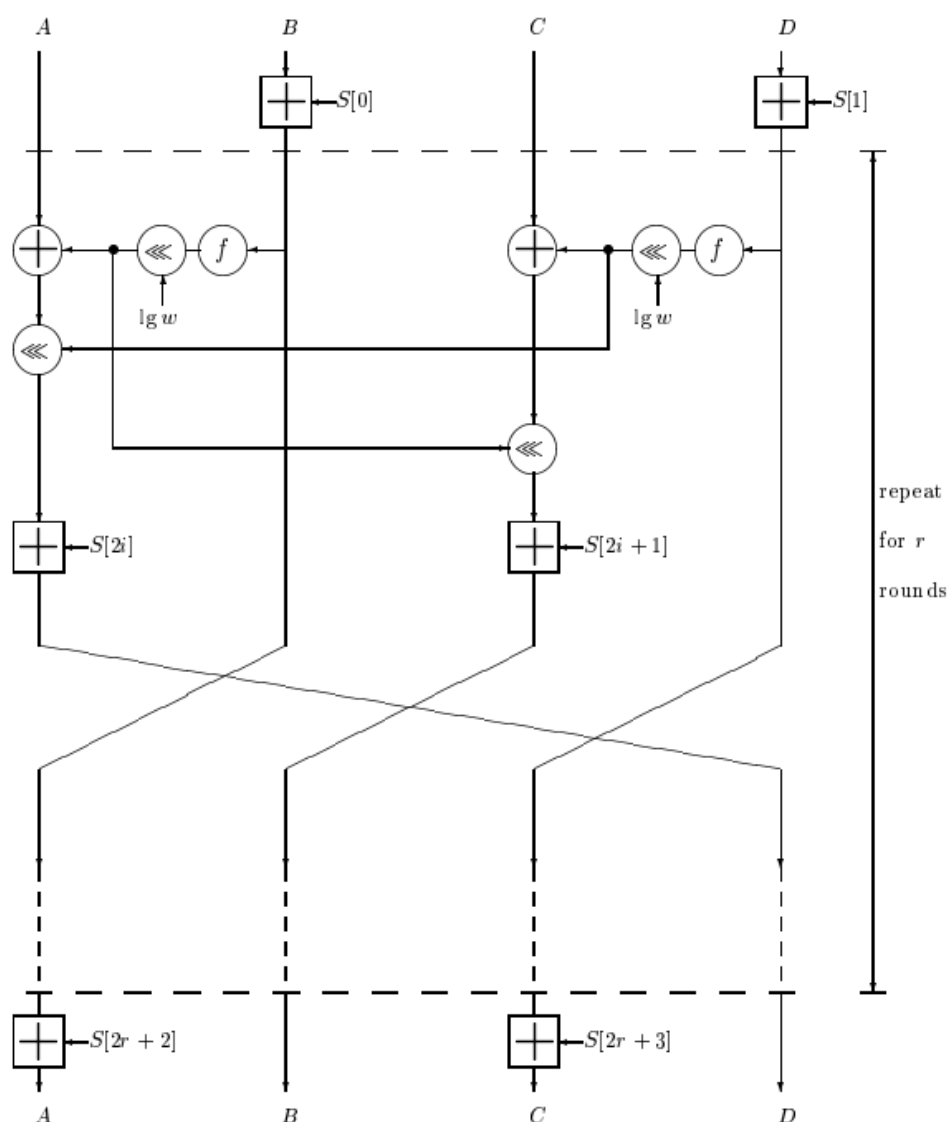 A B C D
S[0] S[1]
f f
lg w lg w
repeat
S[2i] S[2i + 1]
for r
rounds
S[2r + 2] S[2r + 3]
A B C D